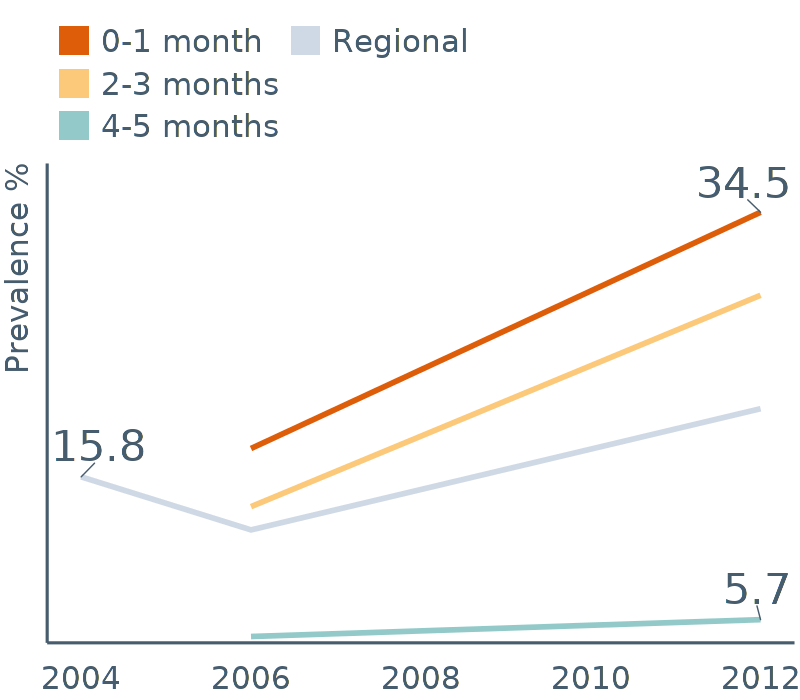 0-1 month
Regional
2-3 months
4-5 months
Prevalence %
34.5
15.8
5.7
2004
2006
2008
2010
2012